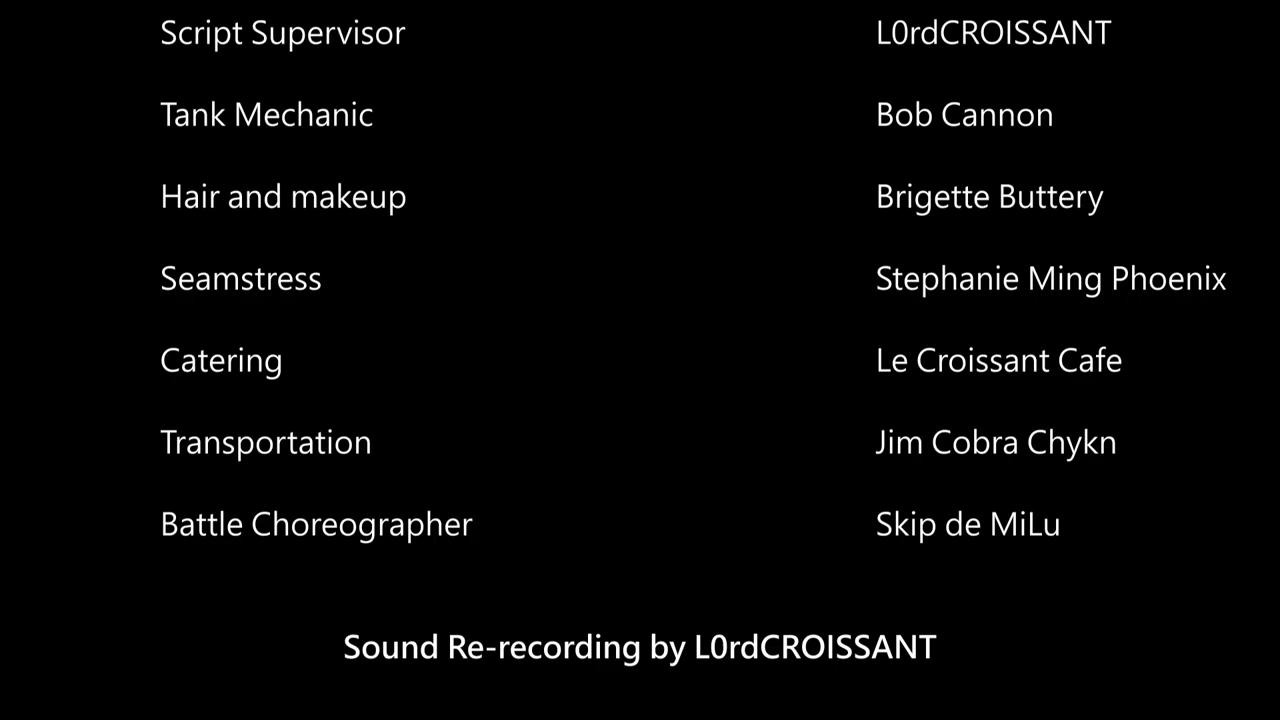 Script Supervisor L0rdCROISSANT
Tank Mechanic Bob Cannon
Hair and makeup Brigette Buttery
Seamstress Stephanie Ming Phoenix
Catering Le Croissant Cafe
Transportation Jim Cobra Chykn
Battle Choreographer Skip de MiLu
Sound Re-recording by L0rdCROISSANT